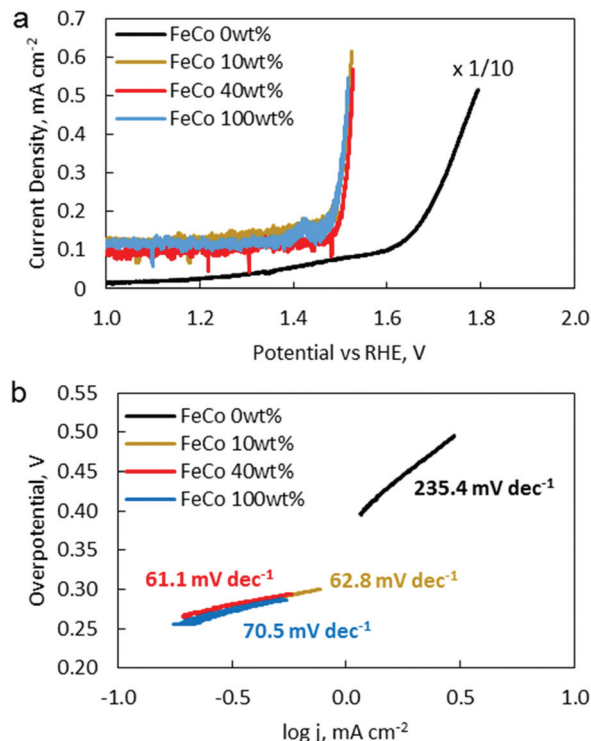 a
0.7
0.6
0.5
0.4
0.3
0.2
0.1
0
Current Density, mA cm⁻²
FeCo 0wt%
FeCo 10wt%
FeCo 40wt%
FeCo 100wt%
x 1/10
1.0 1.2 1.4 1.6 1.8 2.0
Potential vs RHE, V
b
0.55
0.50
0.45
0.40
0.35
0.30
0.25
0.20
Overpotential, V
FeCo 0wt%
FeCo 10wt%
FeCo 40wt%
FeCo 100wt%
235.4 mV dec⁻¹
61.1 mV dec⁻¹
62.8 mV dec⁻¹
70.5 mV dec⁻¹
-1.0 -0.5 0.0 0.5 1.0
log j, mA cm⁻²